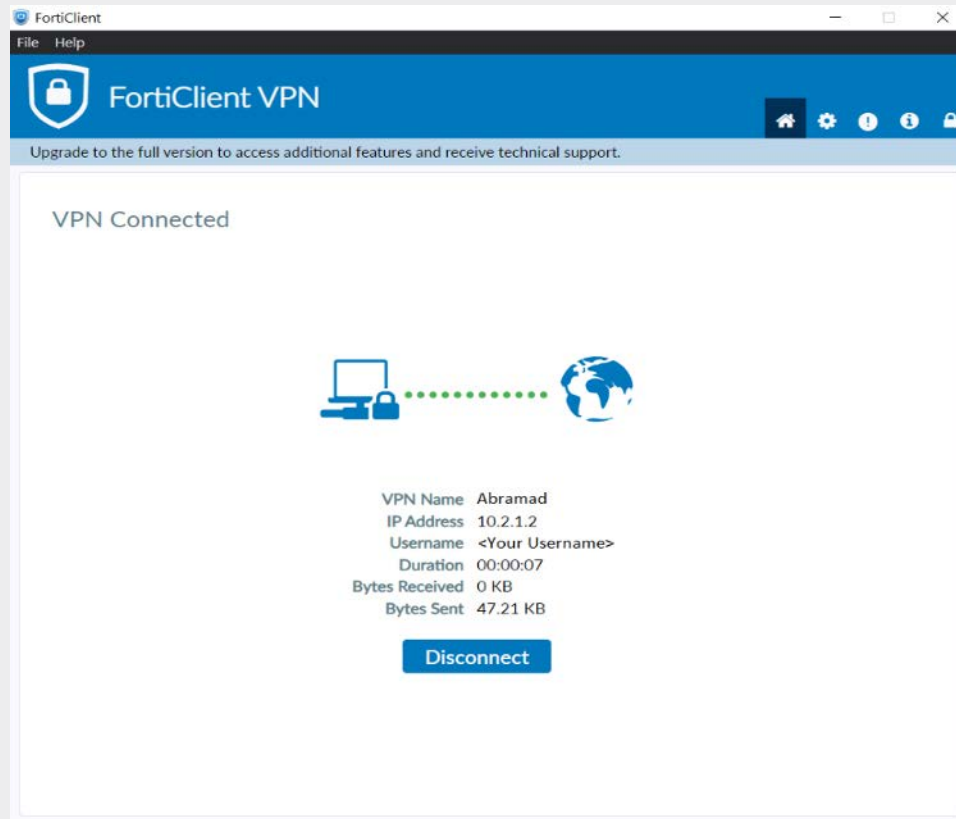 FortiClient
File Help
FortiClient VPN
Upgrade to the full version to access additional features and receive technical support.
VPN Connected
VPN Name Abramad
IP Address 10.2.1.2
Username <Your Username>
Duration 00:00:07
Bytes Received 0 KB
Bytes Sent 47.21 KB
Disconnect